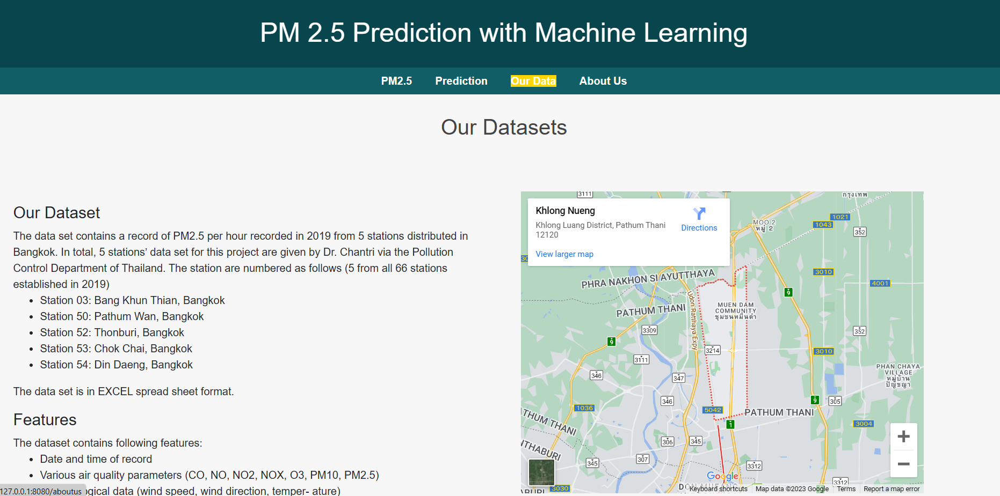 PM 2.5 Prediction with Machine Learning
PM2.5 Prediction Our Data About Us
Our Datasets
Our Dataset
The data set contains a record of PM2.5 per hour recorded in 2019 from 5 stations distributed in
Bangkok. In total, 5 stations’ data set for this project are given by Dr. Chantri via the Pollution
Control Department of Thailand. The station are numbered as follows (5 from all 66 stations
established in 2019)
• Station 03: Bang Khun Thian, Bangkok
• Station 50: Pathum Wan, Bangkok
• Station 52: Thonburi, Bangkok
• Station 53: Chok Chai, Bangkok
• Station 54: Din Daeng, Bangkok
The data set is in EXCEL spread sheet format.
Features
The dataset contains following features:
• Date and time of record
• Various air quality parameters (CO, NO, NO2, NOX, O3, PM10, PM2.5)
ogical data (wind speed, wind direction, temper- ature)
127.0.0.1:8080/aboutus
Khlong Nueng
Khlong Luang District, Pathum Thani
12120
Directions
View larger map
3111
กรุงเทพ
1021
1043
MOO 2
หมู่ 2
352
30
3010
4001
PHRA NAKHON SI AYUTTHAYA
9
Udon Ratthaya Expy
PATHUM THANI
MUEN DAM
COMMUNITY
ชุมชนหมื่นดำ
3309
352
9
3214
3010
3111
346
347
PHAN CHAYA
VILLAGE
หมู่บ้าน
ปัญชญา
346
9
305
1036
5042
PATHUM THANI
THUM THANI
1
3004
306
345
NTHABURI
345
307
3312
Google
3312
3030
ABURI
DON MUEANG
Keyboard shortcuts Map data ©2023 Google Terms Report a map error